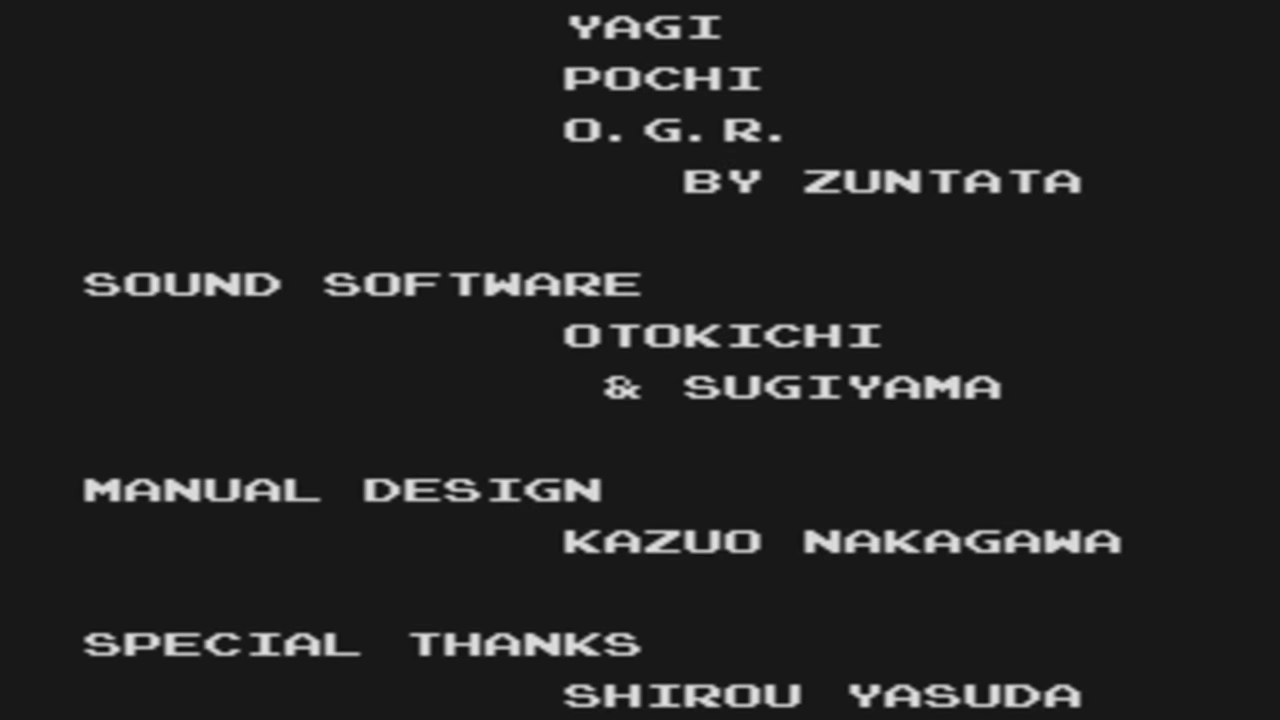 YAGI
POCHI
O.G.R.
BY ZUNTATA
SOUND SOFTWARE
OTOKICHI
& SUGIYAMA
MANUAL DESIGN
KAZUO NAKAGAWA
SPECIAL THANKS
SHIROU YASUDA